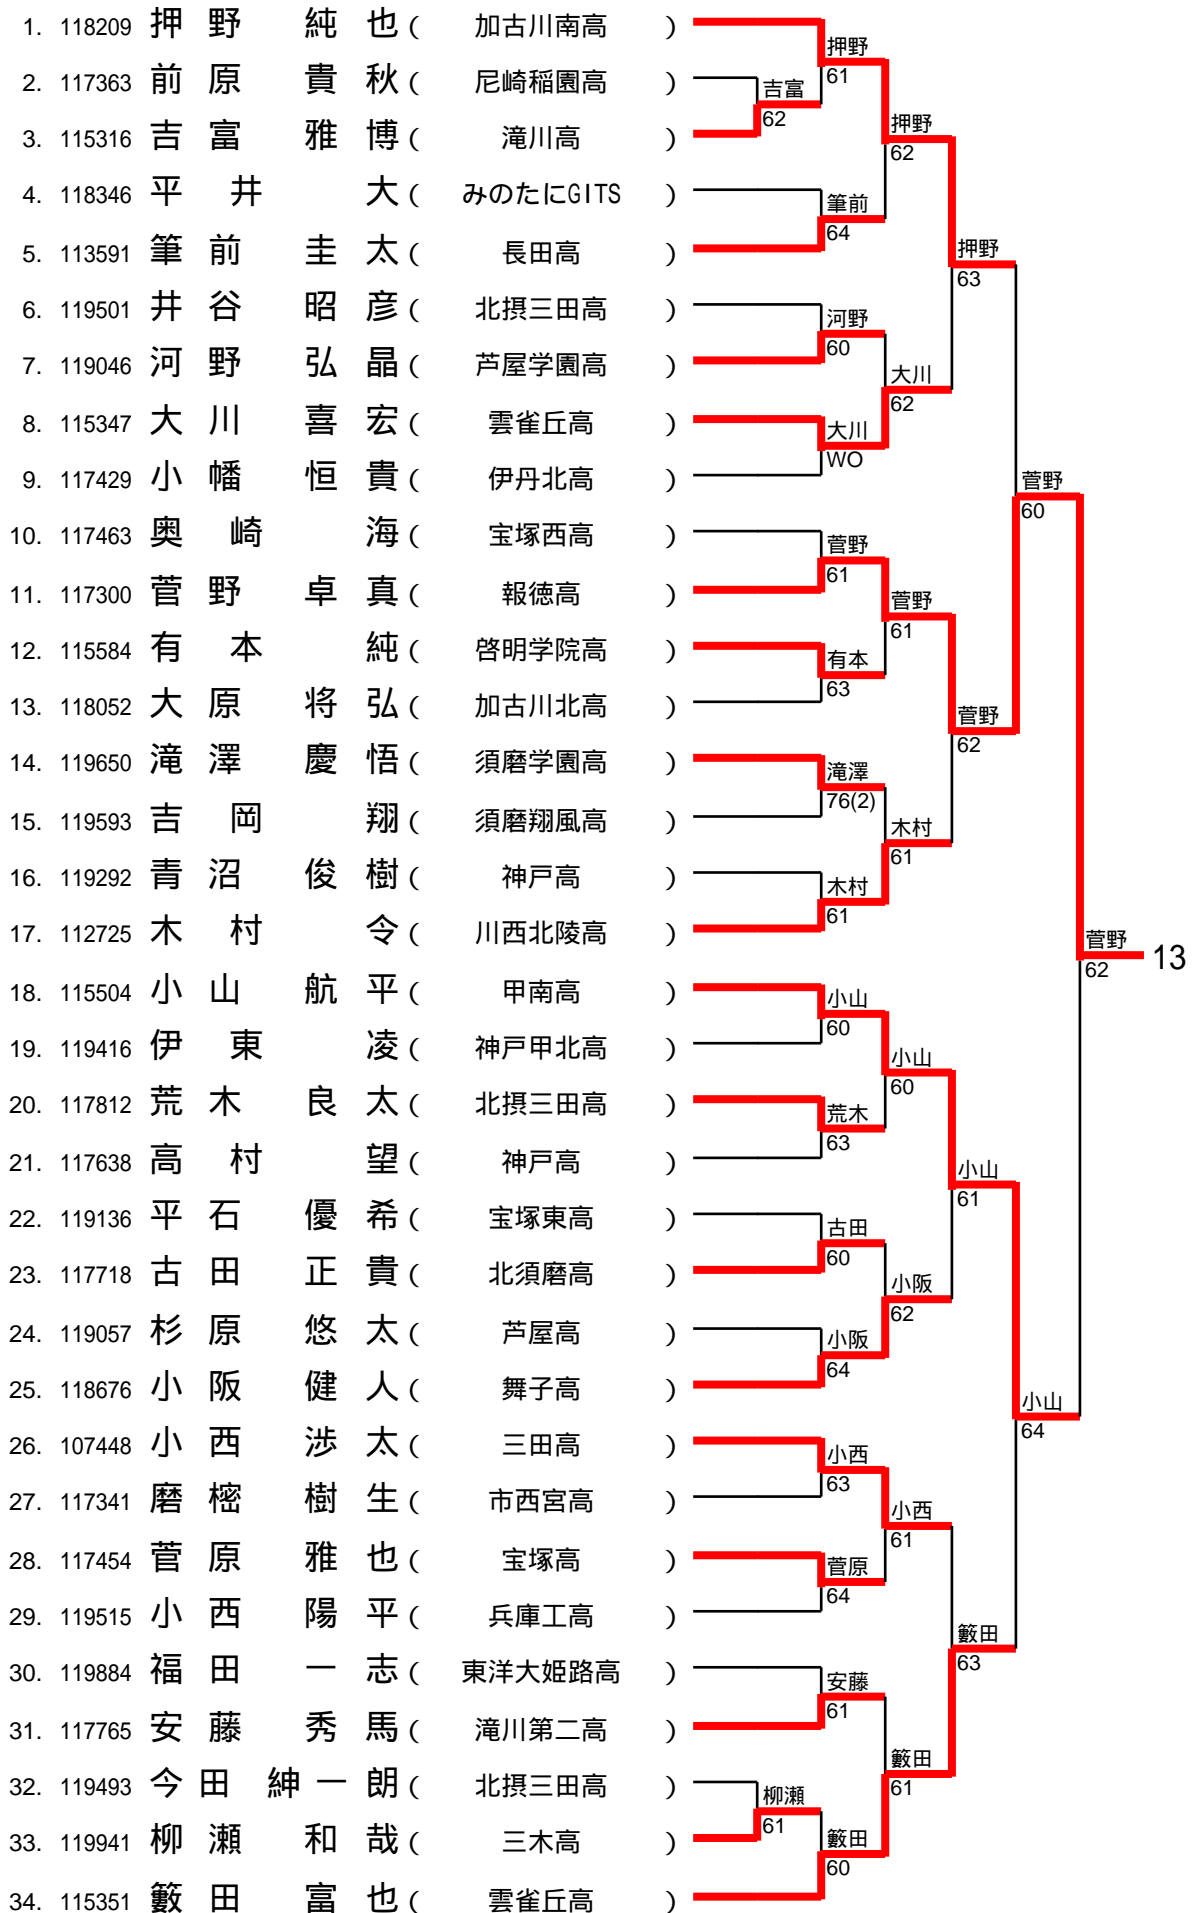 1. 118209 押野 純也 ( 加古川南高 )
押野
61
2. 117363 前原 貴秋 ( 尼崎稲園高 )
吉富
62
3. 115316 吉富 雅博 ( 滝川高 )
押野
62
4. 118346 平井 大 ( みのたにGITS )
筆前
64
5. 113591 筆前 圭太 ( 長田高 )
押野
63
6. 119501 井谷 昭彦 ( 北摂三田高 )
河野
60
7. 119046 河野 弘晶 ( 芦屋学園高 )
大川
62
8. 115347 大川 喜宏 ( 雲雀丘高 )
大川
WO
9. 117429 小幡 恒貴 ( 伊丹北高 )
菅野
60
10. 117463 奥崎 海 ( 宝塚西高 )
菅野
61
11. 117300 菅野 卓真 ( 報徳高 )
菅野
61
12. 115584 有本 純 ( 啓明学院高 )
有本
63
13. 118052 大原 将弘 ( 加古川北高 )
菅野
62
14. 119650 滝澤 慶悟 ( 須磨学園高 )
滝澤
76(2)
15. 119593 吉岡 翔 ( 須磨翔風高 )
木村
61
16. 119292 青沼 俊樹 ( 神戸高 )
木村
61
17. 112725 木村 令 ( 川西北陵高 )
菅野
62
13
18. 115504 小山 航平 ( 甲南高 )
小山
60
19. 119416 伊東 凌 ( 神戸甲北高 )
小山
60
20. 117812 荒木 良太 ( 北摂三田高 )
荒木
63
21. 117638 高村 望 ( 神戸高 )
小山
61
22. 119136 平石 優希 ( 宝塚東高 )
古田
60
23. 117718 古田 正貴 ( 北須磨高 )
小阪
62
24. 119057 杉原 悠太 ( 芦屋高 )
小阪
64
25. 118676 小阪 健人 ( 舞子高 )
小山
64
26. 107448 小西 渉太 ( 三田高 )
小西
63
27. 117341 磨樒 樹生 ( 市西宮高 )
小西
61
28. 117454 菅原 雅也 ( 宝塚高 )
菅原
64
29. 119515 小西 陽平 ( 兵庫工高 )
籔田
63
30. 119884 福田 一志 ( 東洋大姫路高 )
安藤
61
31. 117765 安藤 秀馬 ( 滝川第二高 )
籔田
61
32. 119493 今田 紳一朗 ( 北摂三田高 )
柳瀬
61
33. 119941 柳瀬 和哉 ( 三木高 )
籔田
60
34. 115351 籔田 富也 ( 雲雀丘高 )